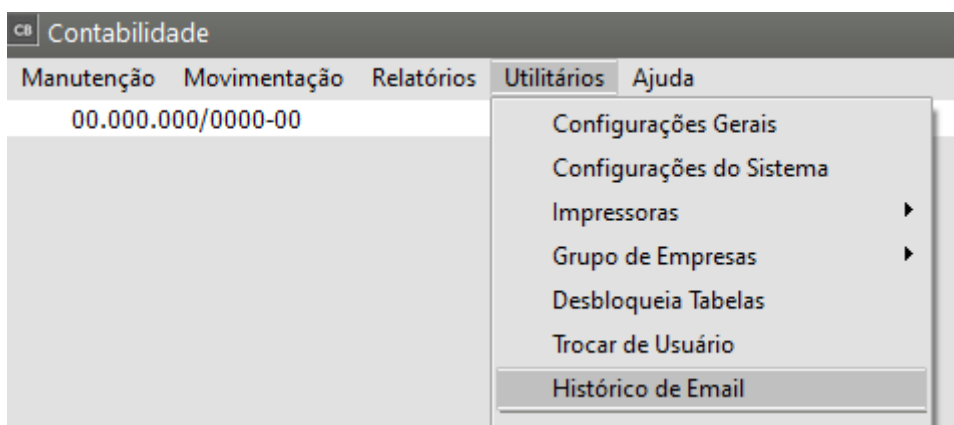 CB Contabilidade
Manutenção Movimentação Relatórios Utilitários Ajuda
00.000.000/0000-00
Configurações Gerais
Configurações do Sistema
Impressoras
Grupo de Empresas
Desbloqueia Tabelas
Trocar de Usuário
Histórico de Email